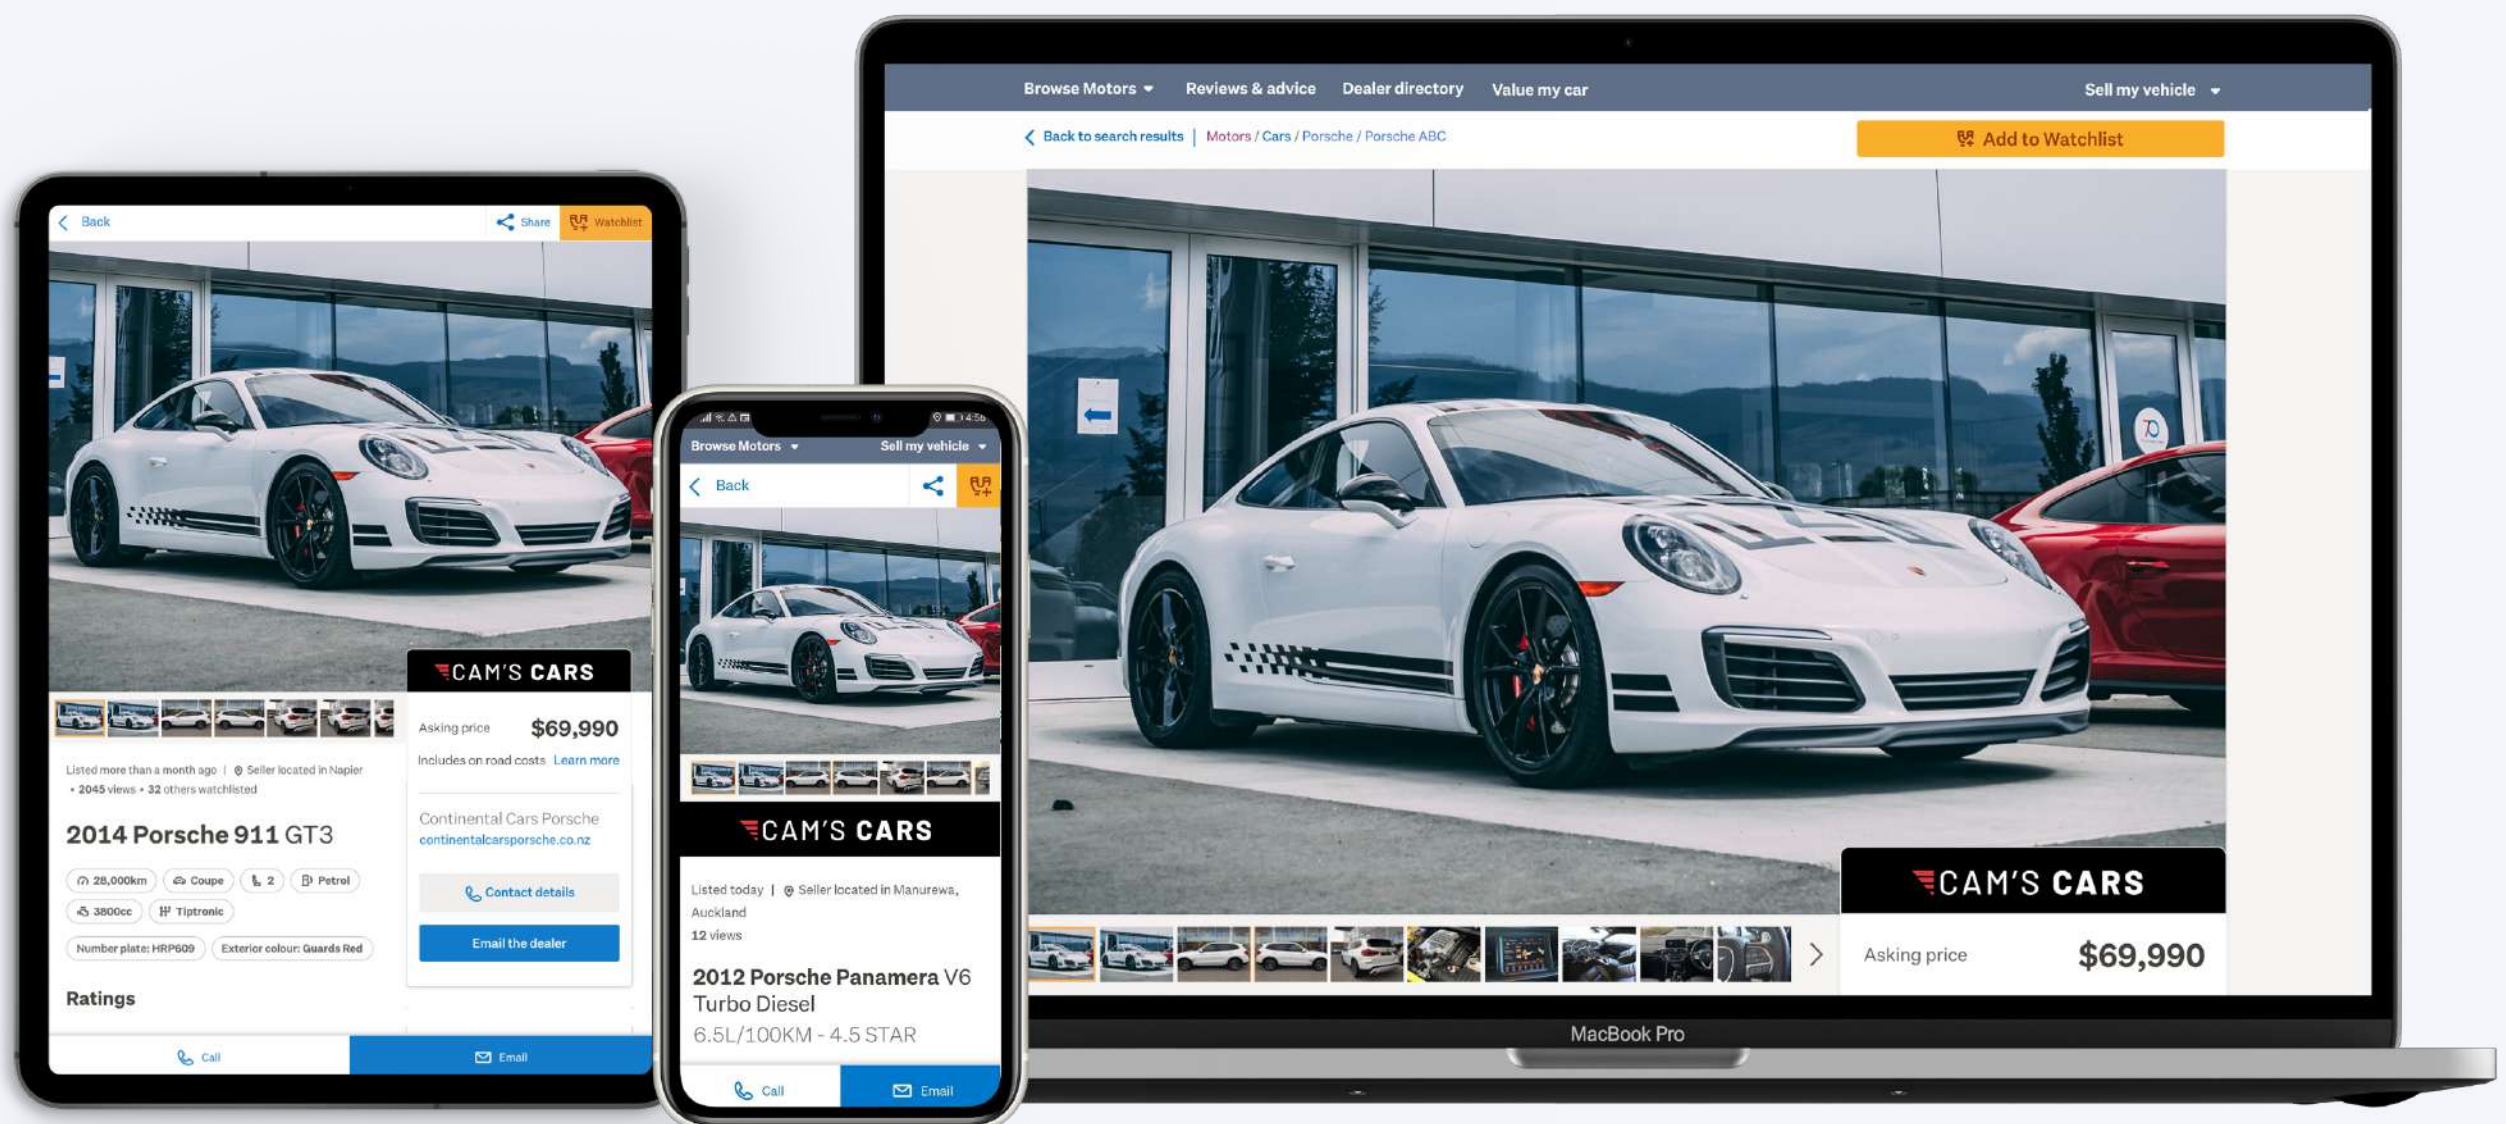 Back
Share
Watchlist
CAM'S CARS
Asking price $69,990
Includes on road costs Learn more
Listed more than a month ago | Seller located in Napier
• 2045 views • 32 others watchlisted
2014 Porsche 911 GT3
28,000km
Coupe
2
Petrol
3800cc
Tiptronic
Number plate: HRP609
Exterior colour: Guards Red
Ratings
Continental Cars Porsche
continentalcarsporsche.co.nz
Contact details
Email the dealer
Call
Email
4:56
Browse Motors
Sell my vehicle
Back
CAM'S CARS
Listed today | Seller located in Manurewa,
Auckland
12 views
2012 Porsche Panamera V6
Turbo Diesel
6.5L/100KM - 4.5 STAR
Call
Email
Browse Motors Reviews & advice Dealer directory Value my car Sell my vehicle
Back to search results | Motors / Cars / Porsche / Porsche ABC
Add to Watchlist
70
CAM'S CARS
Asking price $69,990
MacBook Pro